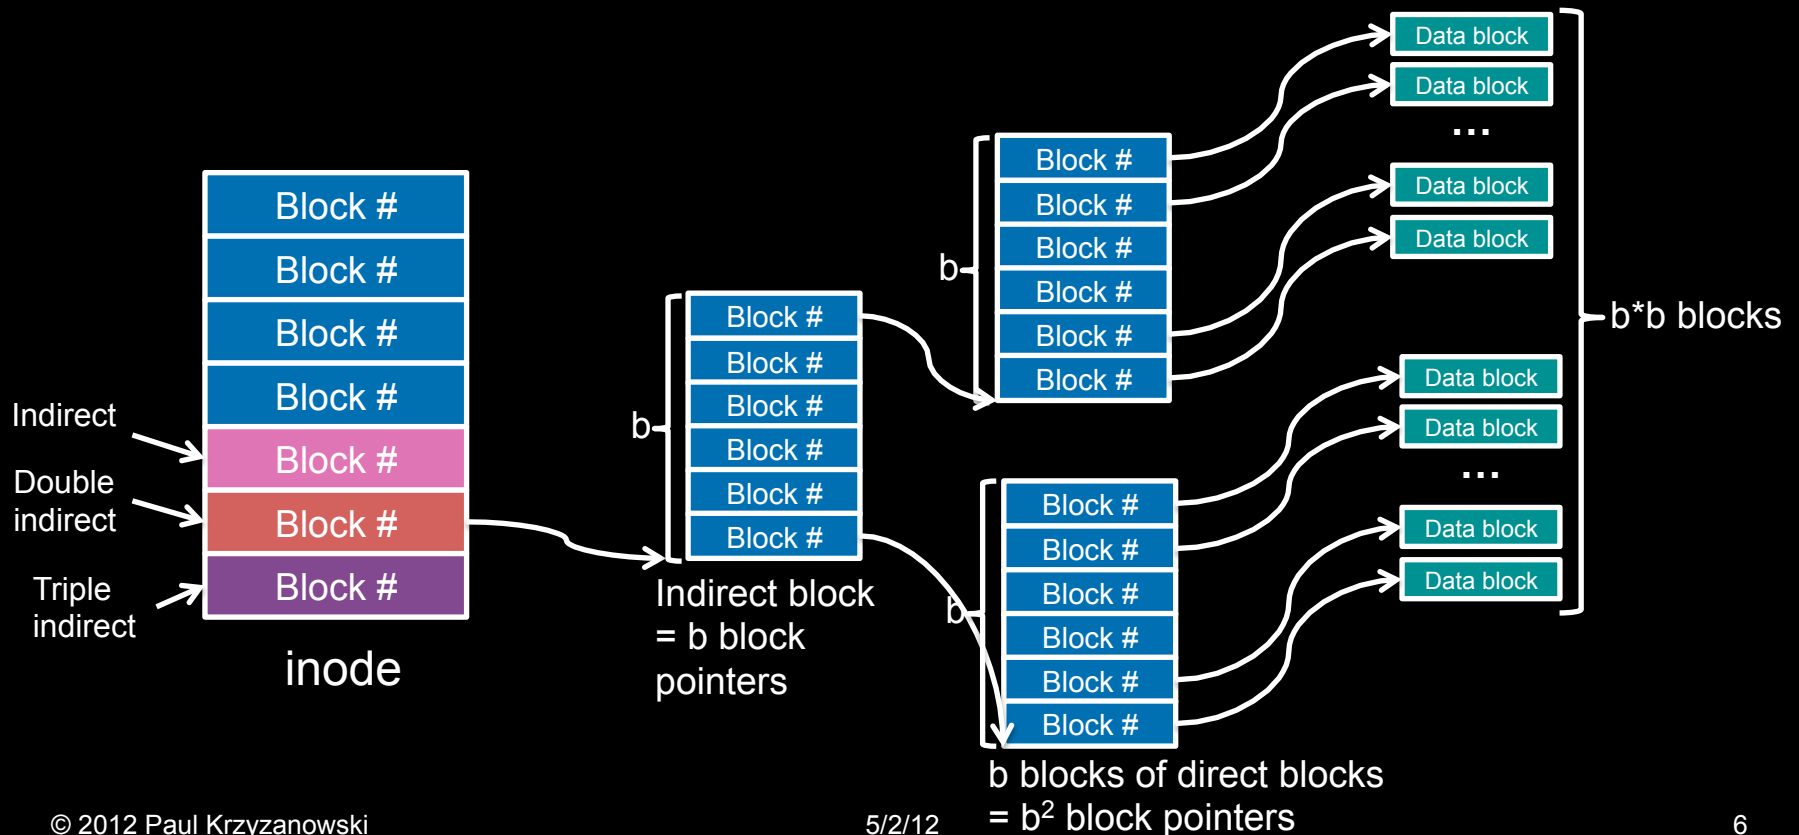 Block #
Block #
Block #
Block #
Block #
Block #
Block #
Indirect
Double
indirect
Triple
indirect
inode
b
Block #
Block #
Block #
Block #
Block #
Block #
Indirect block
= b block
pointers
b
Block #
Block #
Block #
Block #
Block #
Block #
b
Block #
Block #
Block #
Block #
Block #
Block #
b blocks of direct blocks
= b² block pointers
Data block
Data block
...
Data block
Data block
Data block
Data block
...
Data block
Data block
b*b blocks
© 2012 Paul Krzyzanowski
5/2/12
6